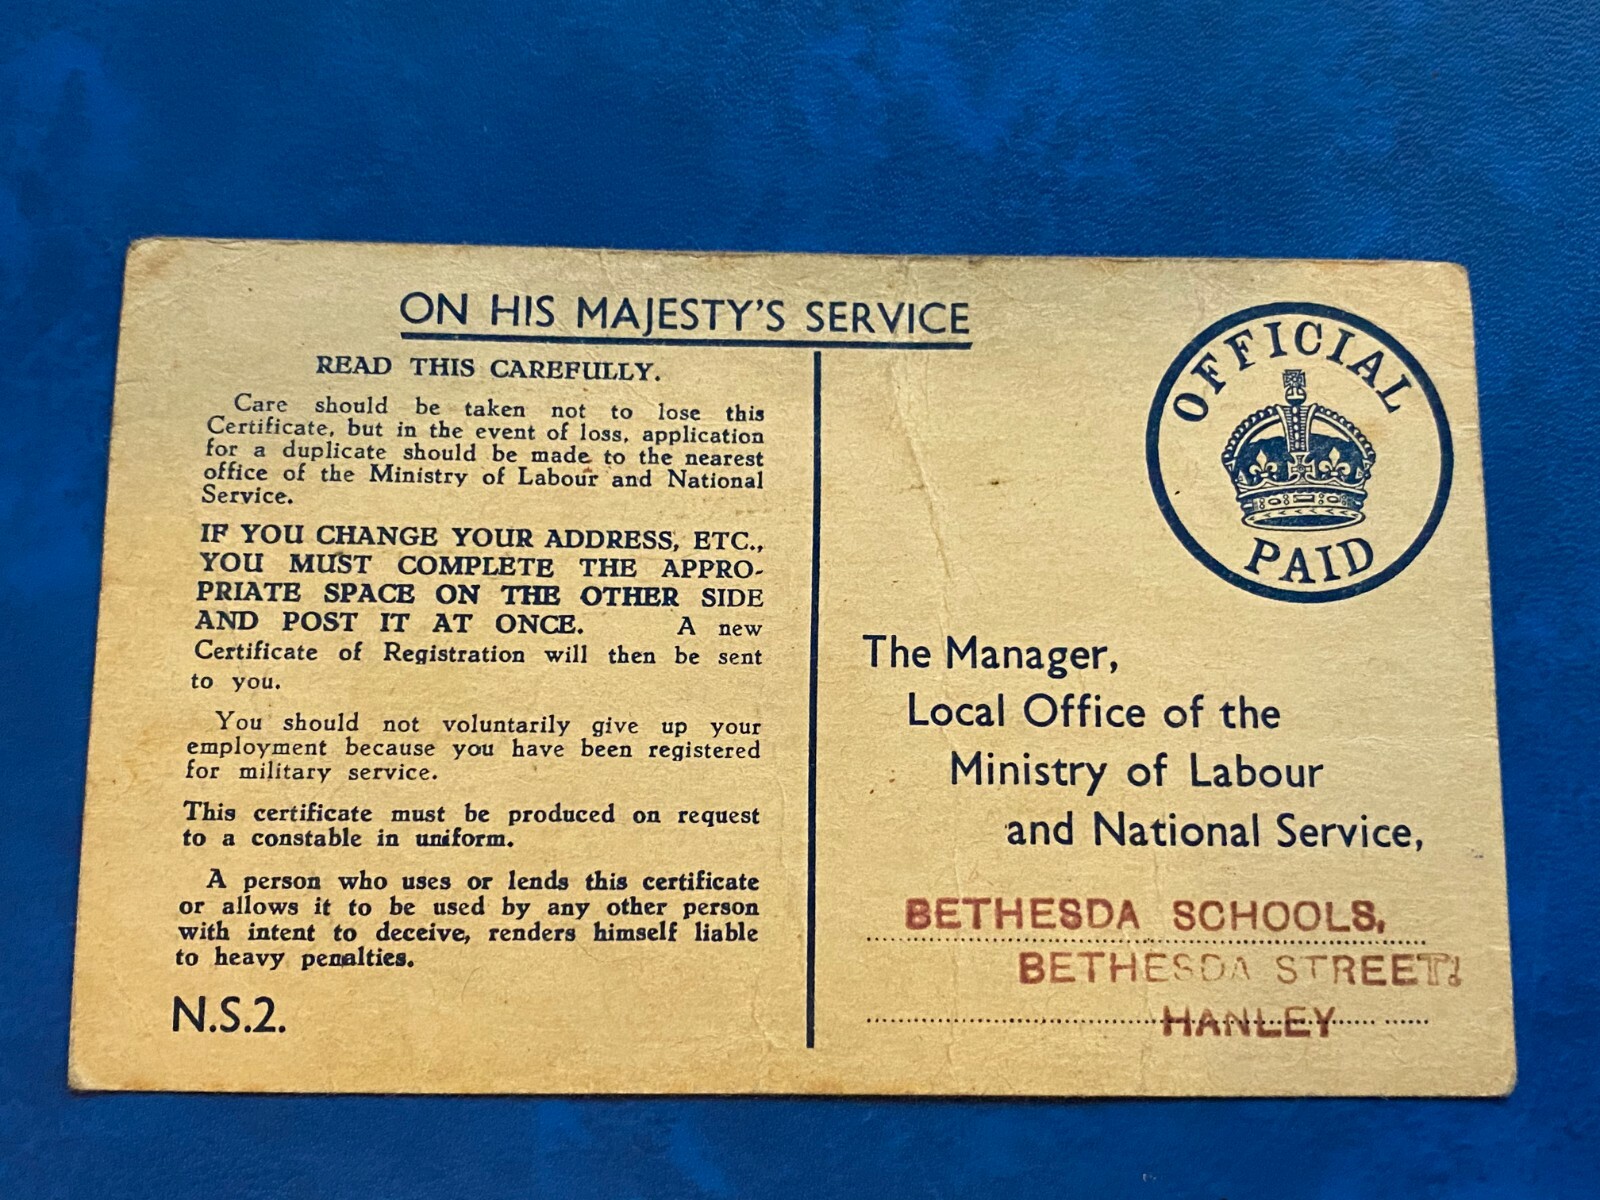 ON HIS MAJESTY'S SERVICE
READ THIS CAREFULLY.
Care should be taken not to lose this
Certificate, but in the event of loss, application
for a duplicate should be made to the nearest
office of the Ministry of Labour and National
Service.
IF YOU CHANGE YOUR ADDRESS, ETC.,
YOU MUST COMPLETE THE APPRO-
PRIATE SPACE ON THE OTHER SIDE
AND POST IT AT ONCE. A new
Certificate of Registration will then be sent
to you.
You should not voluntarily give up your
employment because you have been registered
for military service.
This certificate must be produced on request
to a constable in uniform.
A person who uses or lends this certificate
or allows it to be used by any other person
with intent to deceive, renders himself liable
to heavy penalties.
N.S.2.
OFFICIAL
PAID
The Manager,
Local Office of the
Ministry of Labour
and National Service,
BETHESDA SCHOOLS,
BETHESDA STREET,
HANLEY